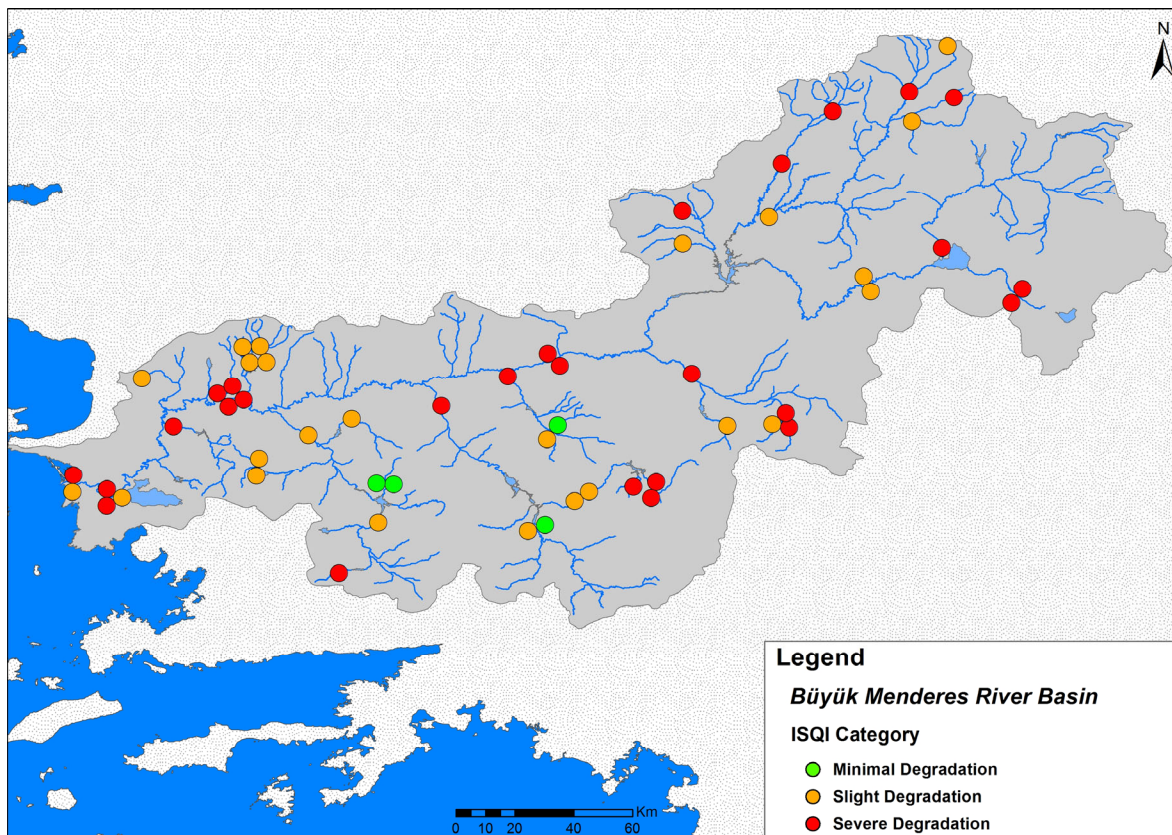 N
Legend
Büyük Menderes River Basin
ISQI Category
Minimal Degradation
Slight Degradation
Severe Degradation
Km
0 5 10 20 40 60